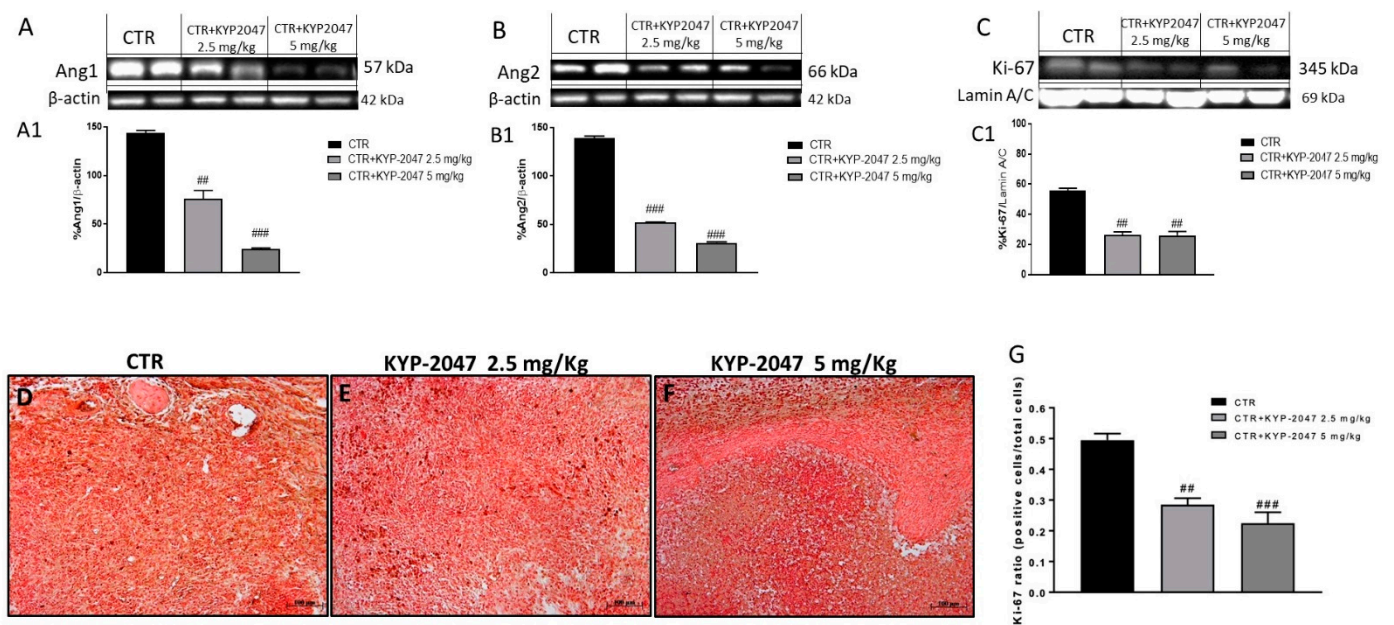 A
CTR
CTR+KYP2047
2.5 mg/kg
CTR+KYP2047
5 mg/kg
Ang1
57 kDa
β-actin
42 kDa
B
CTR
CTR+KYP2047
2.5 mg/kg
CTR+KYP2047
5 mg/kg
Ang2
66 kDa
β-actin
42 kDa
C
CTR
CTR+KYP2047
2.5 mg/kg
CTR+KYP2047
5 mg/kg
Ki-67
345 kDa
Lamin A/C
69 kDa
A1
%Ang1/β-actin
150
100
50
0
##
###
CTR
CTR+KYP-2047 2.5 mg/kg
CTR+KYP-2047 5 mg/kg
B1
%Ang2/β-actin
150
100
50
0
###
###
CTR
CTR+KYP-2047 2.5 mg/kg
CTR+KYP-2047 5 mg/kg
C1
%Ki-67/Lamin A/C
100
80
60
40
20
0
##
##
CTR
CTR+KYP-2047 2.5 mg/kg
CTR+KYP-2047 5 mg/kg
CTR
D
100 µm
KYP-2047 2.5 mg/Kg
E
100 µm
KYP-2047 5 mg/Kg
F
100 µm
G
Ki-67 ratio (positive cells/total cells)
0.6
0.5
0.4
0.3
0.2
0.1
0.0
##
###
CTR
CTR+KYP-2047 2.5 mg/kg
CTR+KYP-2047 5 mg/kg